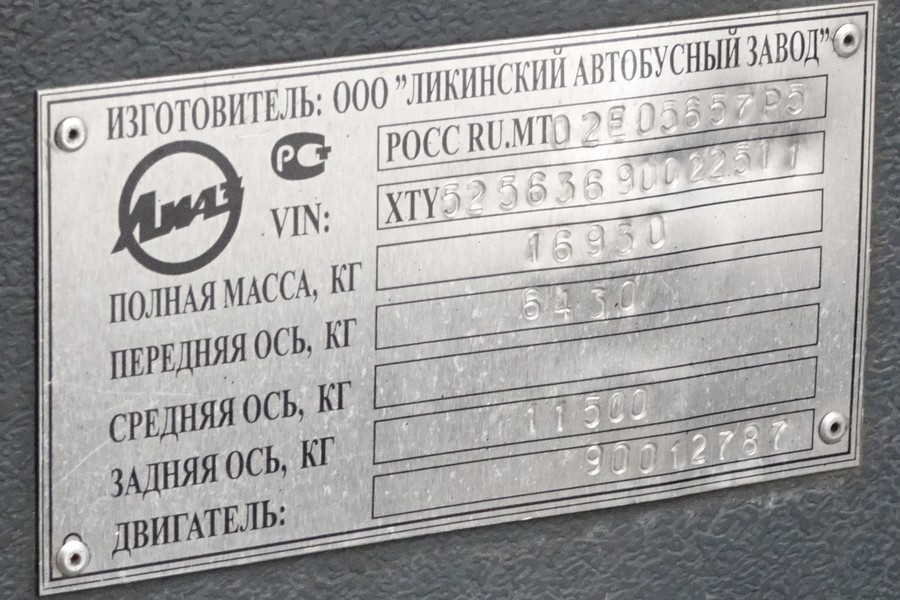 ИЗГОТОВИТЕЛЬ: ООО "ЛИКИНСКИЙ АВТОБУСНЫЙ ЗАВОД"
РОСС RU.MT02E05657P5
ЛиАЗ РСТ
VIN: XTY52563690022511
ПОЛНАЯ МАССА, КГ 16930
ПЕРЕДНЯЯ ОСЬ, КГ 6430
СРЕДНЯЯ ОСЬ, КГ
ЗАДНЯЯ ОСЬ, КГ 11500
ДВИГАТЕЛЬ: 90012787